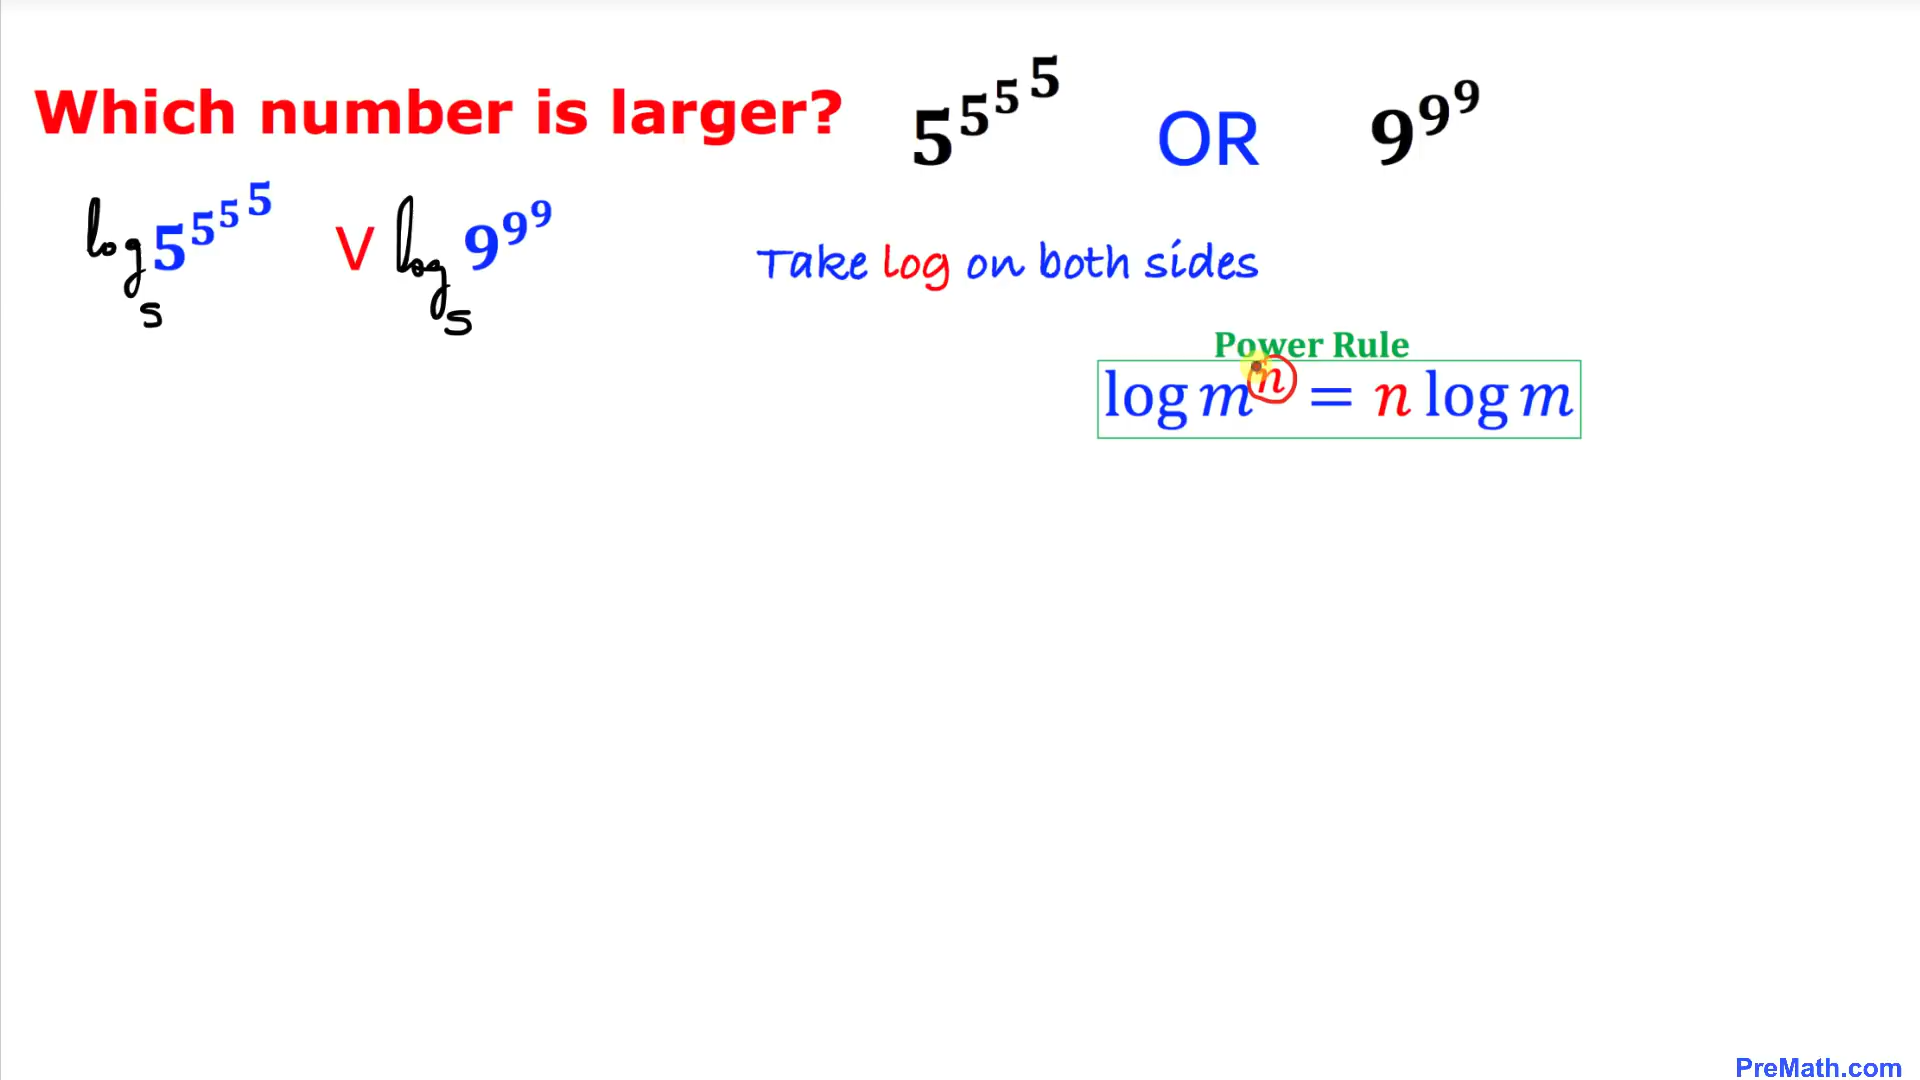 Which number is larger? 5^5^5^5 OR 9^9^9
log_5 5^5^5^5 V log_5 9^9^9 Take log on both sides
Power Rule
log m^n = n log m
PreMath.com